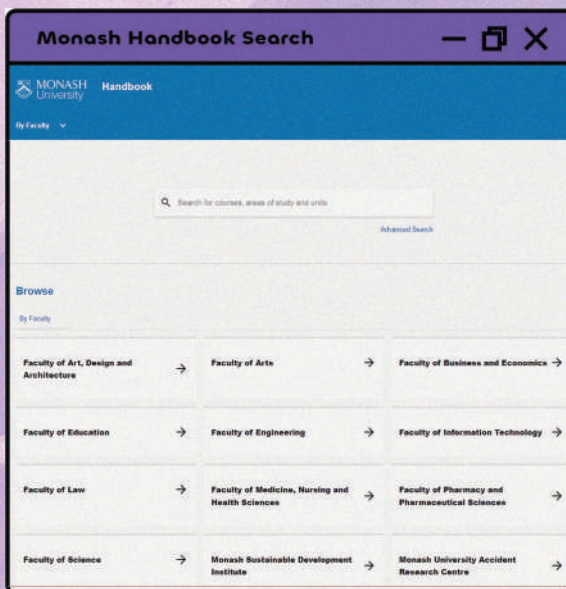 Monash Handbook Search
MONASH Handbook
University
By Faculty
Search for courses, areas of study and units
Advanced Search
Browse
By Faculty
Faculty of Art, Design and
Architecture
Faculty of Arts
Faculty of Business and Economics
Faculty of Education
Faculty of Engineering
Faculty of Information Technology
Faculty of Law
Faculty of Medicine, Nursing and
Health Sciences
Faculty of Pharmacy and
Pharmaceutical Sciences
Faculty of Science
Monash Sustainable Development
Institute
Monash University Accident
Research Centre